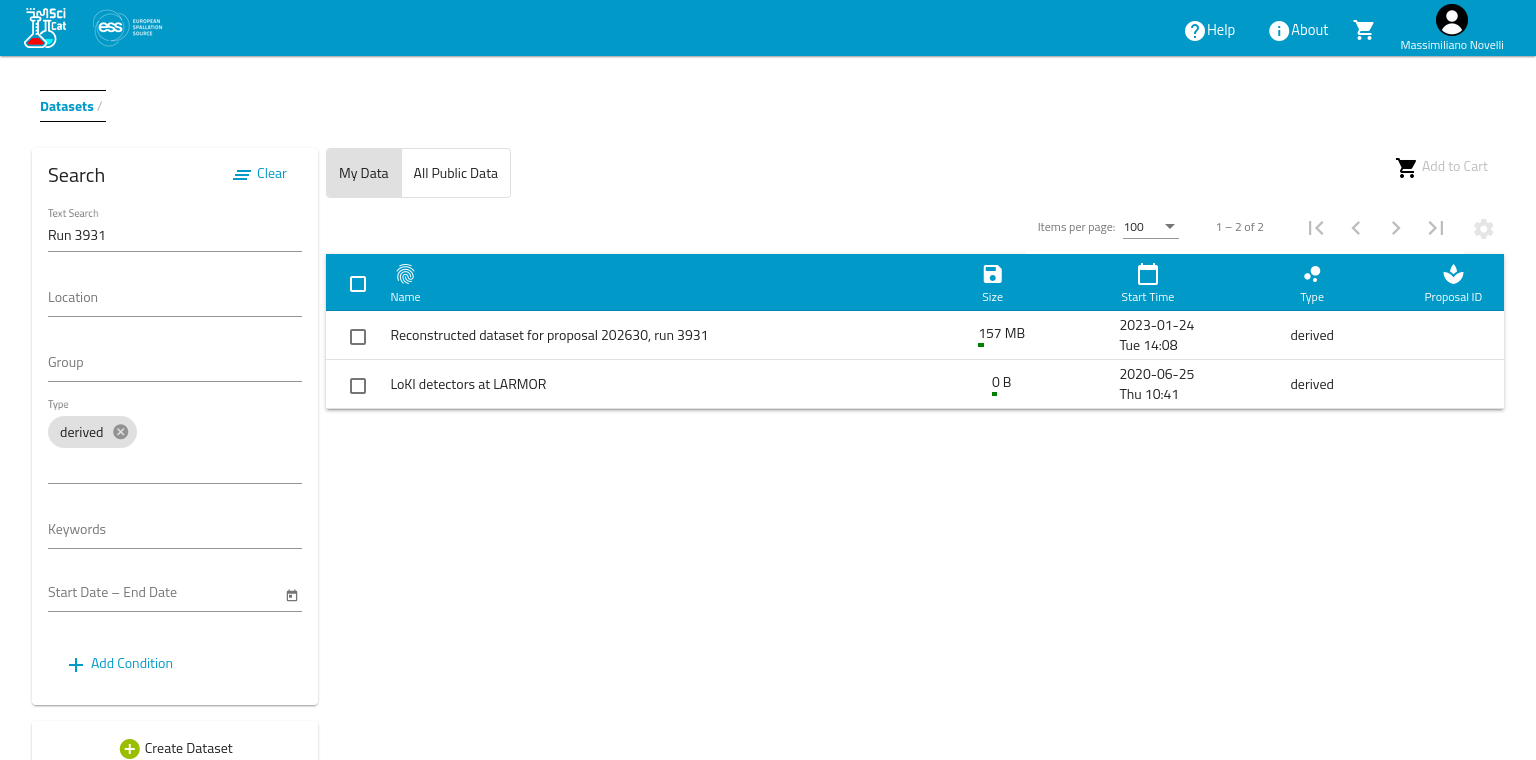 Sci
Cat
ess
EUROPEAN
SPALLATION
SOURCE
Help
About
Massimiliano Novelli
Datasets /
Search
Clear
Text Search
Run 3931
Location
Group
Type
derived
Keywords
Start Date – End Date
Add Condition
Create Dataset
My Data
All Public Data
Add to Cart
Items per page: 100
1 – 2 of 2
Name Size Start Time Type Proposal ID
Reconstructed dataset for proposal 202630, run 3931 157 MB 2023-01-24 derived
Tue 14:08
LoKI detectors at LARMOR 0 B 2020-06-25 derived
Thu 10:41